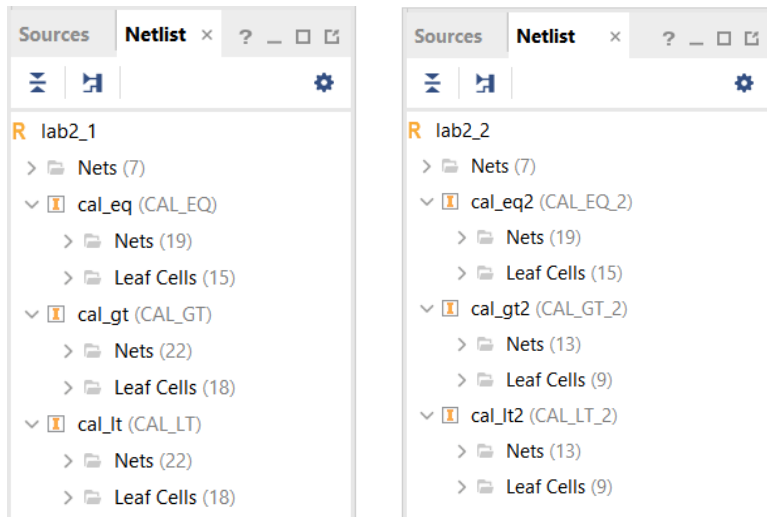 Sources Netlist × ?
R lab2_1
Nets (7)
I cal_eq (CAL_EQ)
Nets (19)
Leaf Cells (15)
I cal_gt (CAL_GT)
Nets (22)
Leaf Cells (18)
I cal_lt (CAL_LT)
Nets (22)
Leaf Cells (18)
Sources Netlist × ?
R lab2_2
Nets (7)
I cal_eq2 (CAL_EQ_2)
Nets (19)
Leaf Cells (15)
I cal_gt2 (CAL_GT_2)
Nets (13)
Leaf Cells (9)
I cal_lt2 (CAL_LT_2)
Nets (13)
Leaf Cells (9)